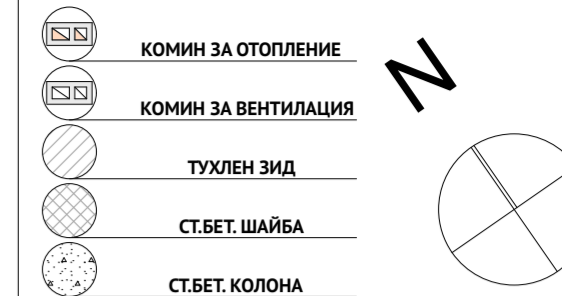 КОМИН ЗА ОТОПЛЕНИЕ
КОМИН ЗА ВЕНТИЛАЦИЯ
ТУХЛЕН ЗИД
СТ.БЕТ. ШАЙБА
СТ.БЕТ. КОЛОНА
N